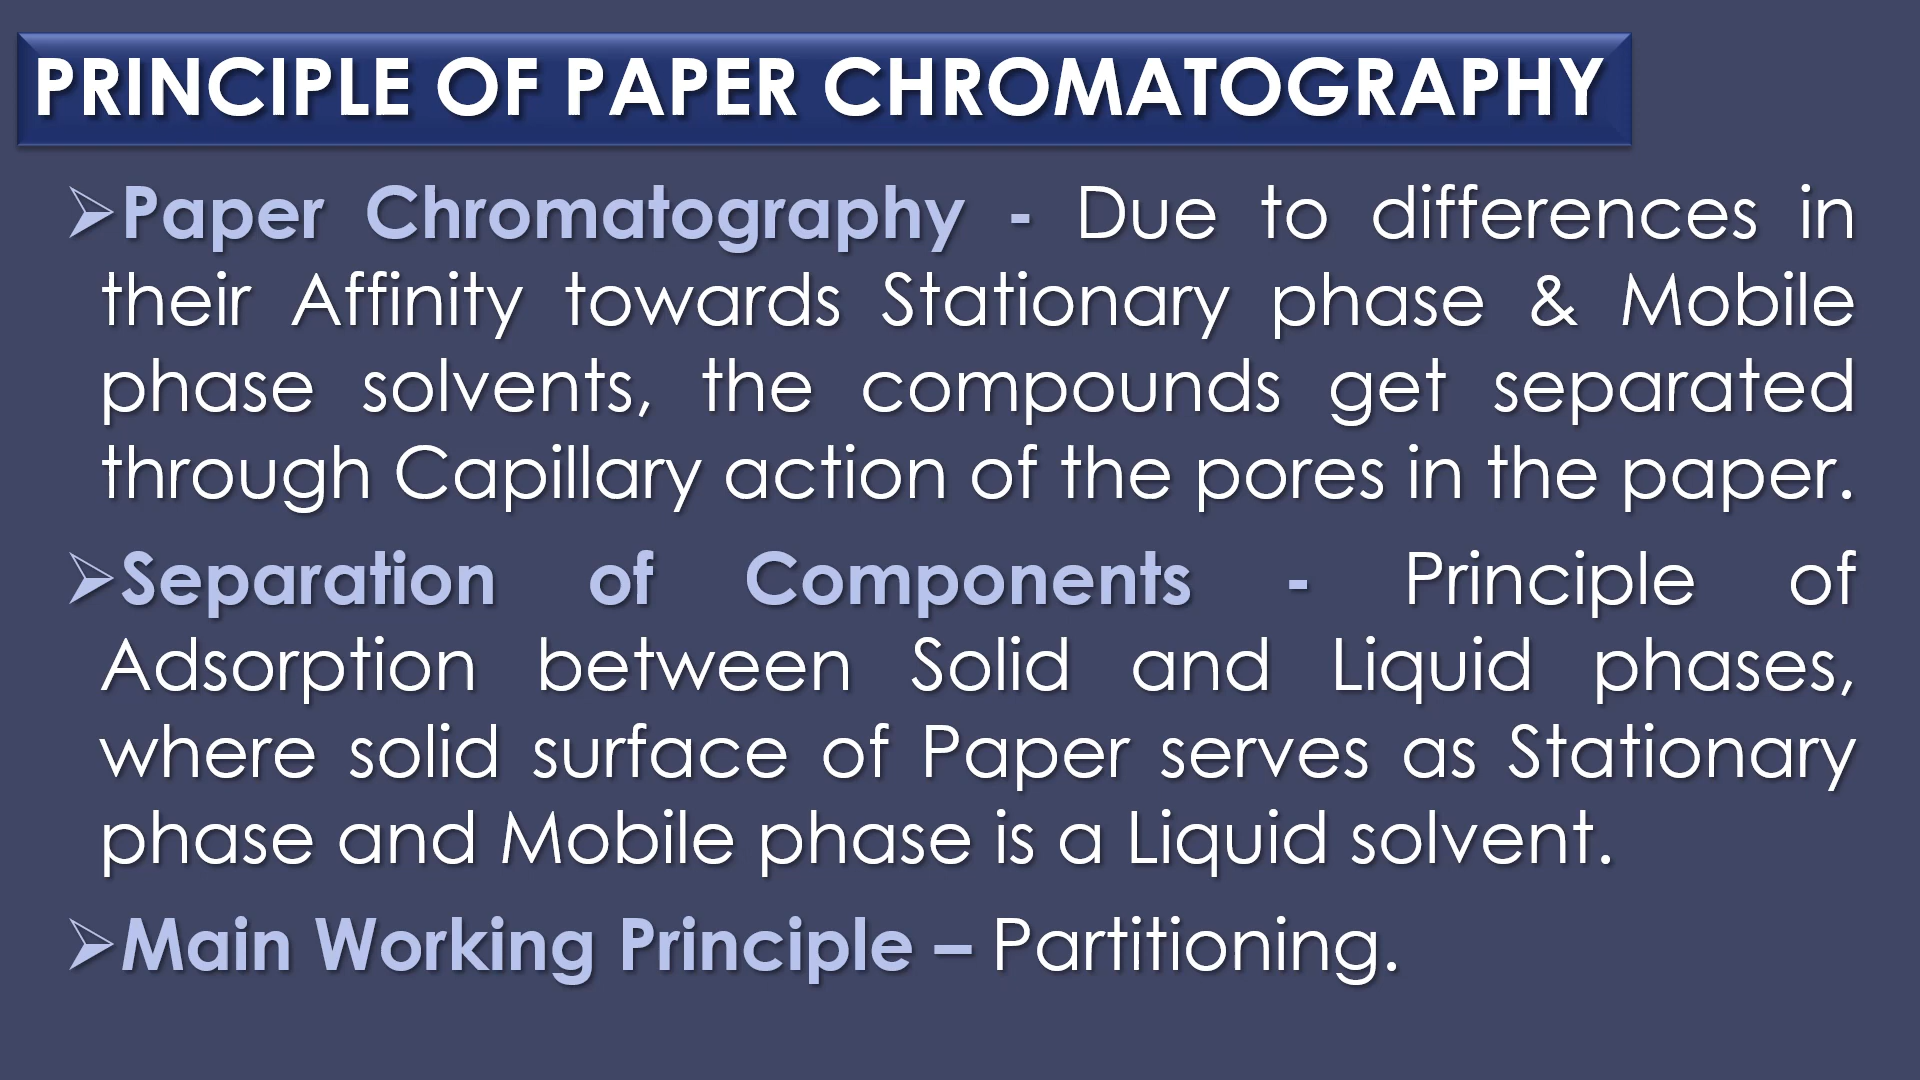 PRINCIPLE OF PAPER CHROMATOGRAPHY
➢Paper Chromatography - Due to differences in
their Affinity towards Stationary phase & Mobile
phase solvents, the compounds get separated
through Capillary action of the pores in the paper.
➢Separation of Components - Principle of
Adsorption between Solid and Liquid phases,
where solid surface of Paper serves as Stationary
phase and Mobile phase is a Liquid solvent.
➢Main Working Principle – Partitioning.